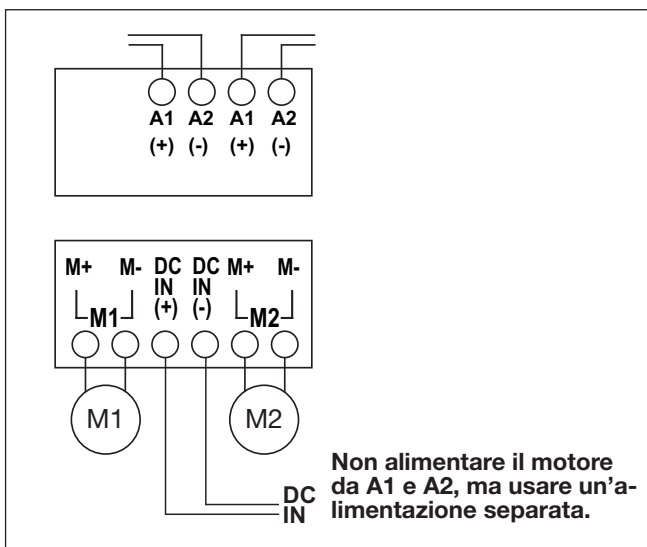 A1 A2 A1 A2
(+) (-) (+) (-)
M+ M- DC DC M+ M-
IN IN
M1 (+) (-) M2
M1 M2
DC
IN
Non alimentare il motore
da A1 e A2, ma usare un'a-
limentazione separata.